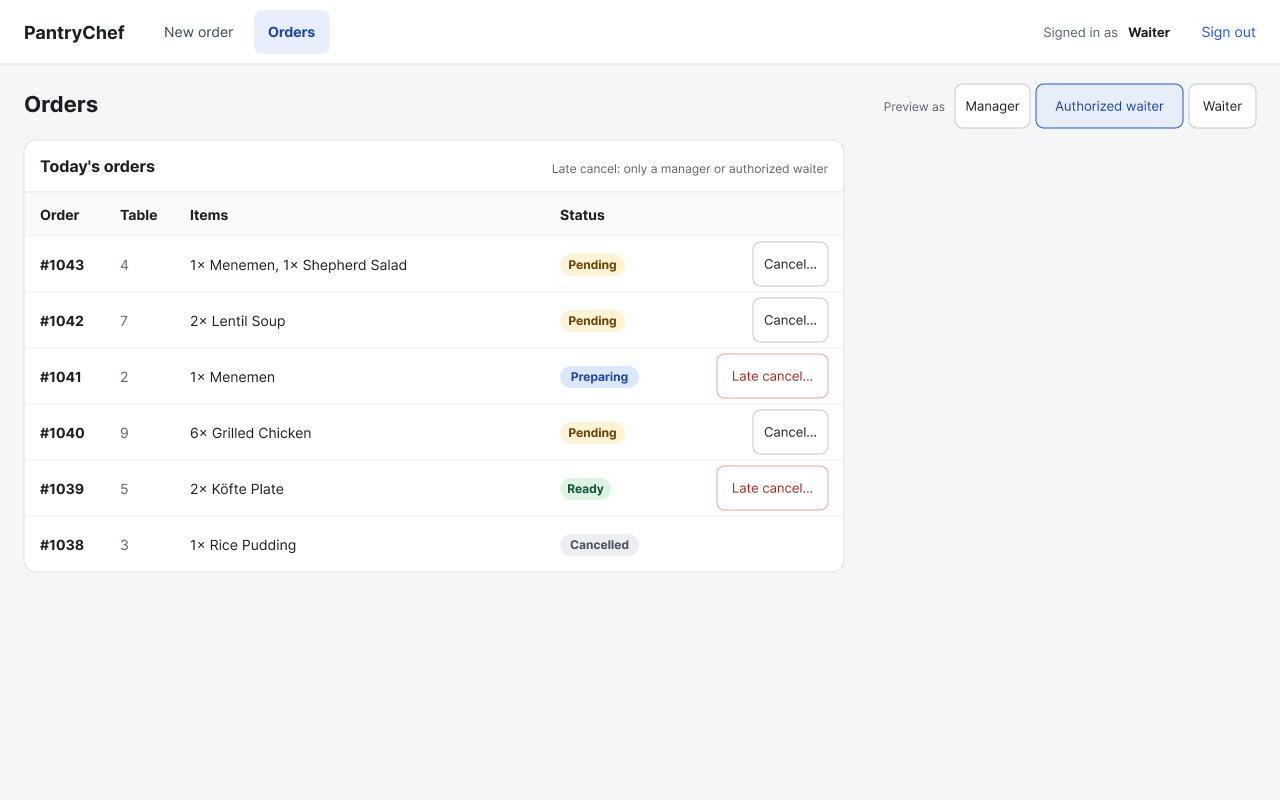 PantryChef New order Orders Signed in as Waiter Sign out
Orders Preview as Manager Authorized waiter Waiter
Today's orders Late cancel: only a manager or authorized waiter
Order Table Items Status
#1043 4 1× Menemen, 1× Shepherd Salad Pending Cancel…
#1042 7 2× Lentil Soup Pending Cancel…
#1041 2 1× Menemen Preparing Late cancel…
#1040 9 6× Grilled Chicken Pending Cancel…
#1039 5 2× Köfte Plate Ready Late cancel…
#1038 3 1× Rice Pudding Cancelled